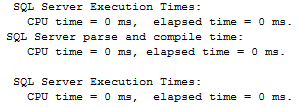 SQL Server Execution Times:
CPU time = 0 ms,  elapsed time = 0 ms.
SQL Server parse and compile time:
CPU time = 0 ms, elapsed time = 0 ms.
SQL Server Execution Times:
CPU time = 0 ms,  elapsed time = 0 ms.